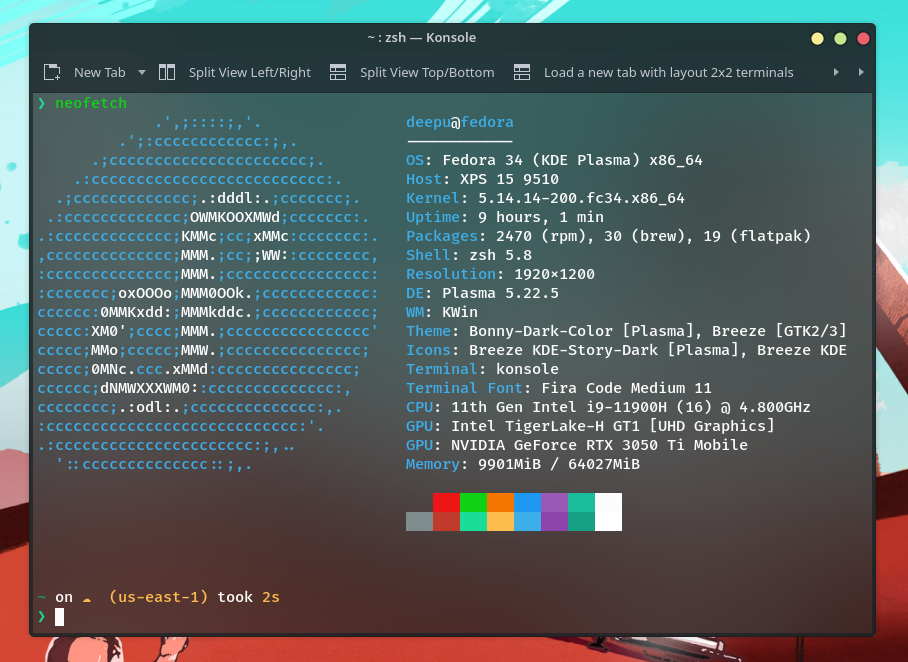 ~ : zsh — Konsole
New Tab Split View Left/Right Split View Top/Bottom Load a new tab with layout 2x2 terminals
❯ neofetch
.',;::::;,'. deepu@fedora
.';:cccccccccccc:;,. -----------
.;cccccccccccccccccccccc;. OS: Fedora 34 (KDE Plasma) x86_64
.:cccccccccccccccccccccccccc:. Host: XPS 15 9510
.;ccccccccccccc;.:dddl:.;ccccccc;. Kernel: 5.14.14-200.fc34.x86_64
.:ccccccccccccc;OWMKOOXMWd;ccccccc:. Uptime: 9 hours, 1 min
.:ccccccccccccc;KMMc;cc;xMMc:ccccccc:. Packages: 2470 (rpm), 30 (brew), 19 (flatpak)
,cccccccccccccc;MMM.;cc;;WW::cccccccc, Shell: zsh 5.8
:cccccccccccccc;MMM.;cccccccccccccccc: Resolution: 1920×1200
:ccccccc;oxOOOo;MMM0OOk.;cccccccccccc: DE: Plasma 5.22.5
cccccc:0MMKxdd:;MMMkddc.;cccccccccccc; WM: KWin
ccccc:XM0';cccc;MMM.;cccccccccccccccc' Theme: Bonny-Dark-Color [Plasma], Breeze [GTK2/3]
ccccc;MMo;ccccc;MMW.;ccccccccccccccc; Icons: Breeze KDE-Story-Dark [Plasma], Breeze KDE
ccccc;0MNc.ccc.xMMd:ccccccccccccccc; Terminal: konsole
cccccc;dNMWXXXWM0::cccccccccccccc:, Terminal Font: Fira Code Medium 11
cccccccc;.:odl:.;cccccccccccccc:,. CPU: 11th Gen Intel i9-11900H (16) @ 4.800GHz
:cccccccccccccccccccccccccccc:'. GPU: Intel TigerLake-H GT1 [UHD Graphics]
.:cccccccccccccccccccccc:;,.. GPU: NVIDIA GeForce RTX 3050 Ti Mobile
'::cccccccccccccc::;,. Memory: 9901MiB / 64027MiB
~ on ☁ (us-east-1) took 2s
❯